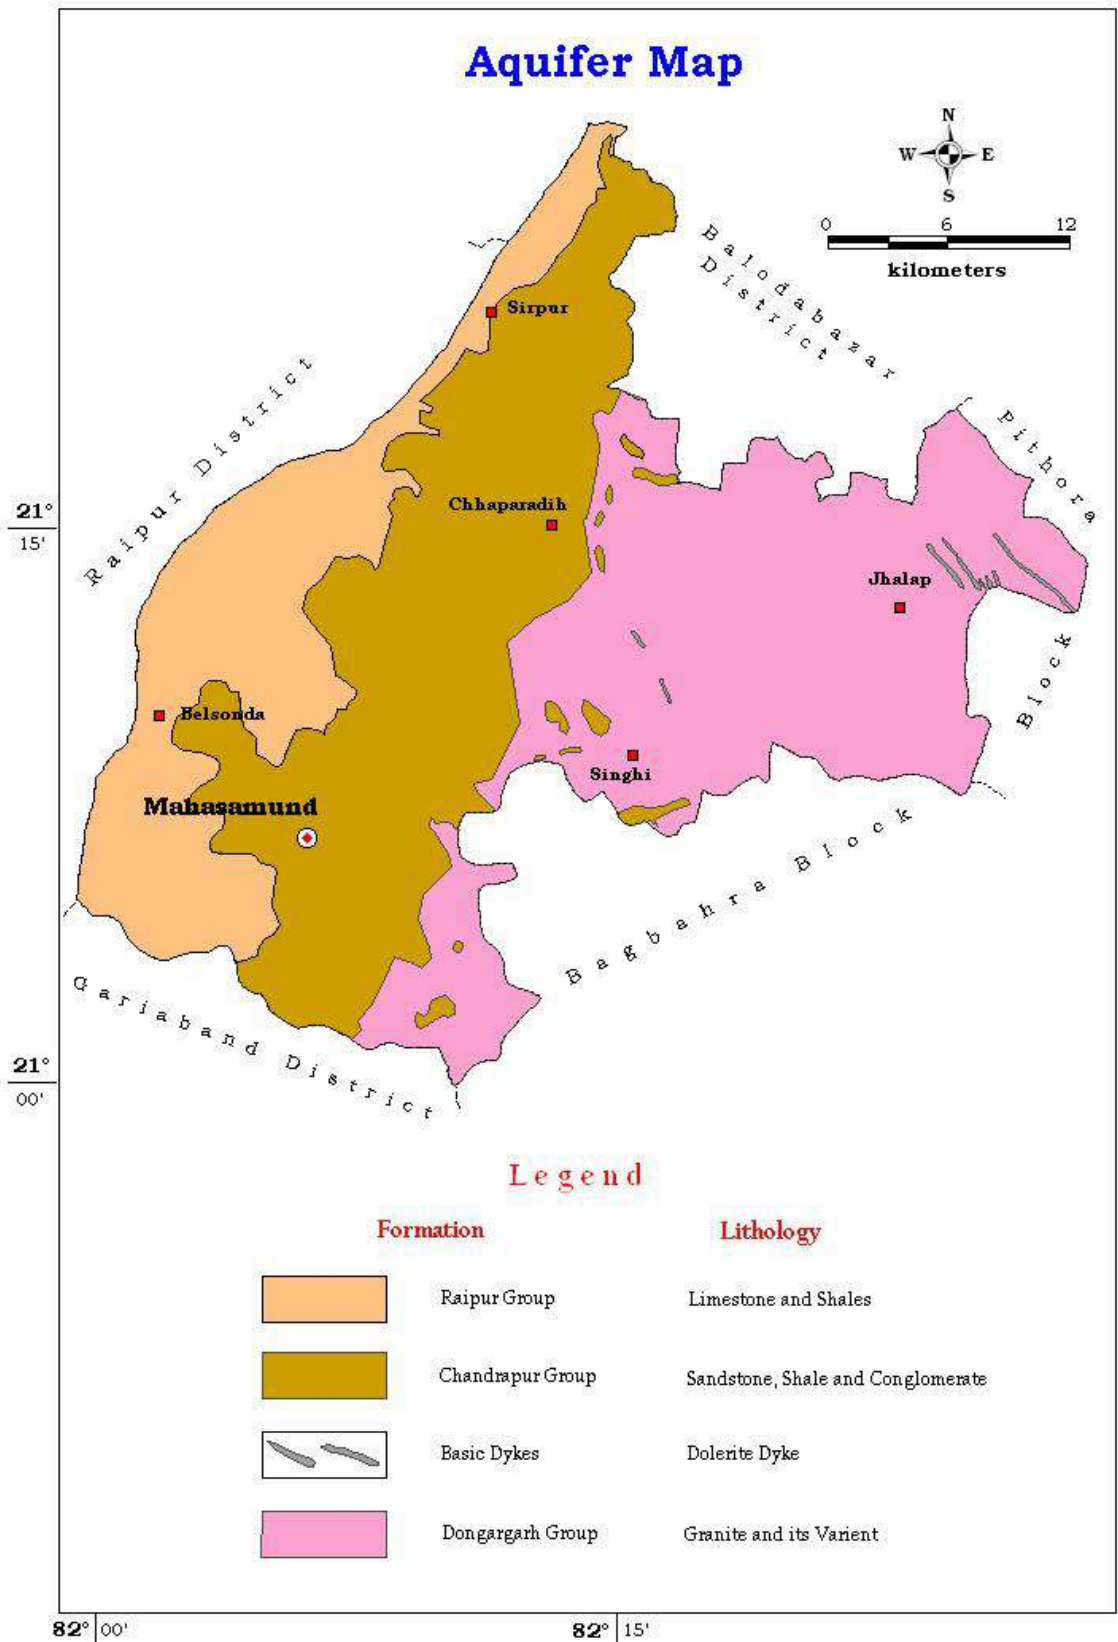 Aquifer Map
N
W E
S
0 6 12
kilometers
Balodabazar
District
Sirpur
Raipur District
Pithora
Block
Chhaparadih
21°
15'
Jhalap
Belsonda
Singhi
Mahasamund
Bagbahra Block
Gariaband District
21°
00'
Legend
Formation Lithology
Raipur Group Limestone and Shales
Chandrapur Group Sandstone, Shale and Conglomerate
Basic Dykes Dolerite Dyke
Dongargarh Group Granite and its Varient
82° 00' 82° 15'